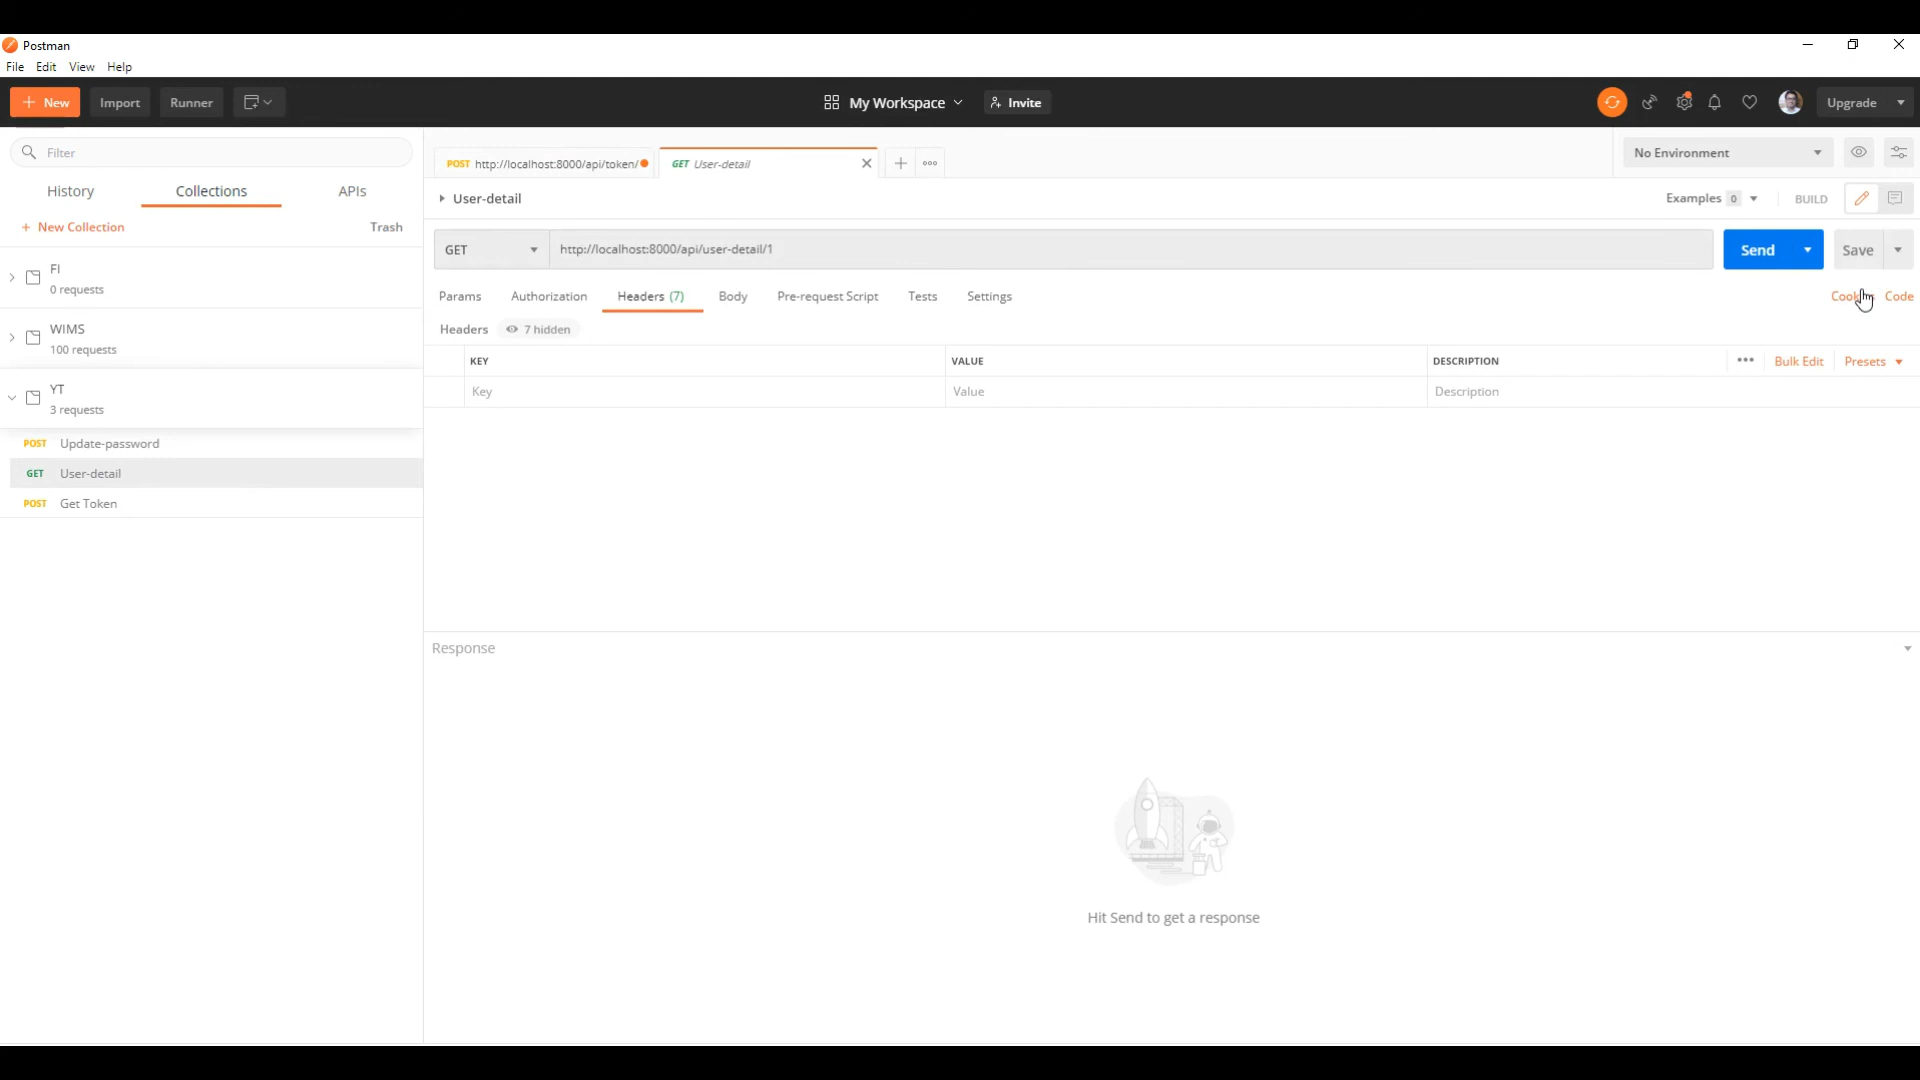 Postman
File Edit View Help
New Import Runner My Workspace Invite Upgrade
Filter
History Collections APIs
+ New Collection Trash
FI
0 requests
WIMS
100 requests
YT
3 requests
POST Update-password
GET User-detail
POST Get Token
POST http://localhost:8000/api/token/ GET User-detail No Environment
User-detail Examples 0 BUILD
GET http://localhost:8000/api/user-detail/1 Send Save
Params Authorization Headers (7) Body Pre-request Script Tests Settings Code
Headers 7 hidden
KEY VALUE DESCRIPTION Bulk Edit Presets
Key Value Description
Response
Hit Send to get a response